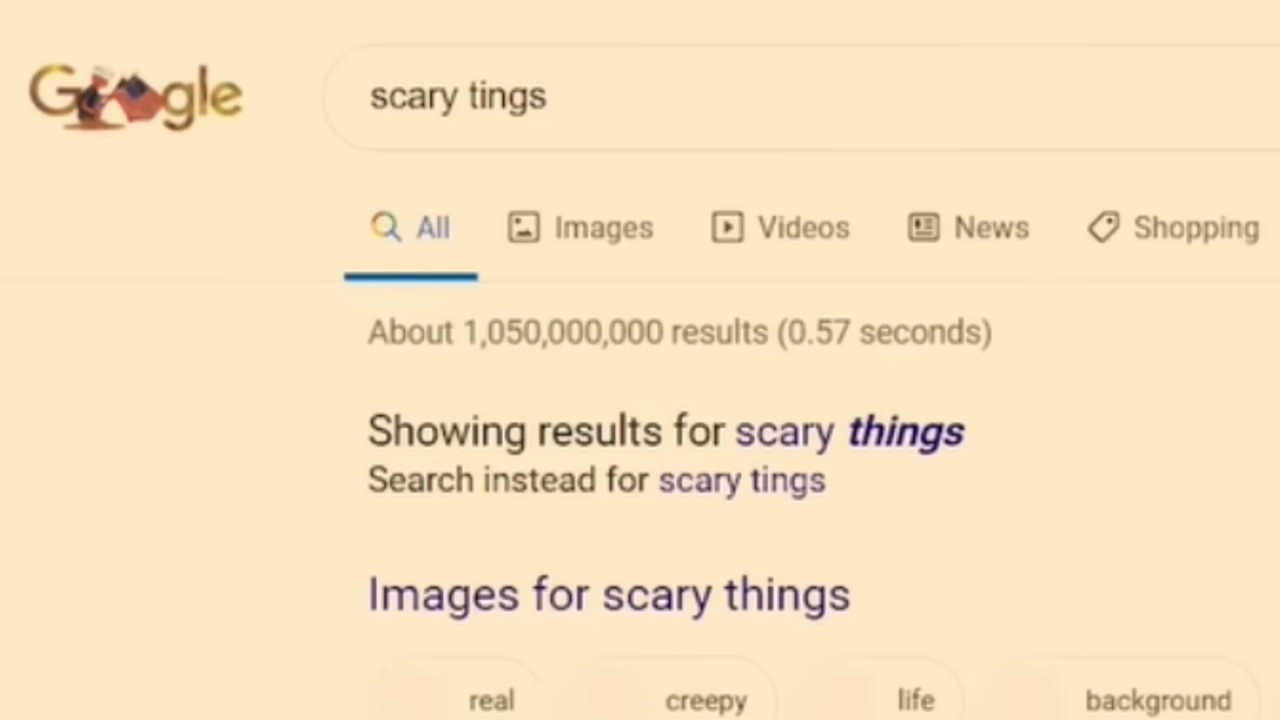 Google
scary tings
All Images Videos News Shopping
About 1,050,000,000 results (0.57 seconds)
Showing results for scary things
Search instead for scary tings
Images for scary things
real creepy life background